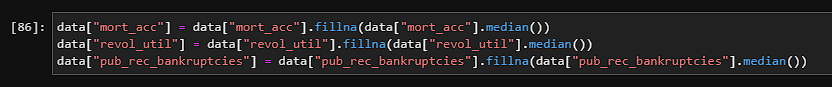 [86]: data["mort_acc"] = data["mort_acc"].fillna(data["mort_acc"].median())
data["revol_util"] = data["revol_util"].fillna(data["revol_util"].median())
data["pub_rec_bankruptcies"] = data["pub_rec_bankruptcies"].fillna(data["pub_rec_bankruptcies"].median())